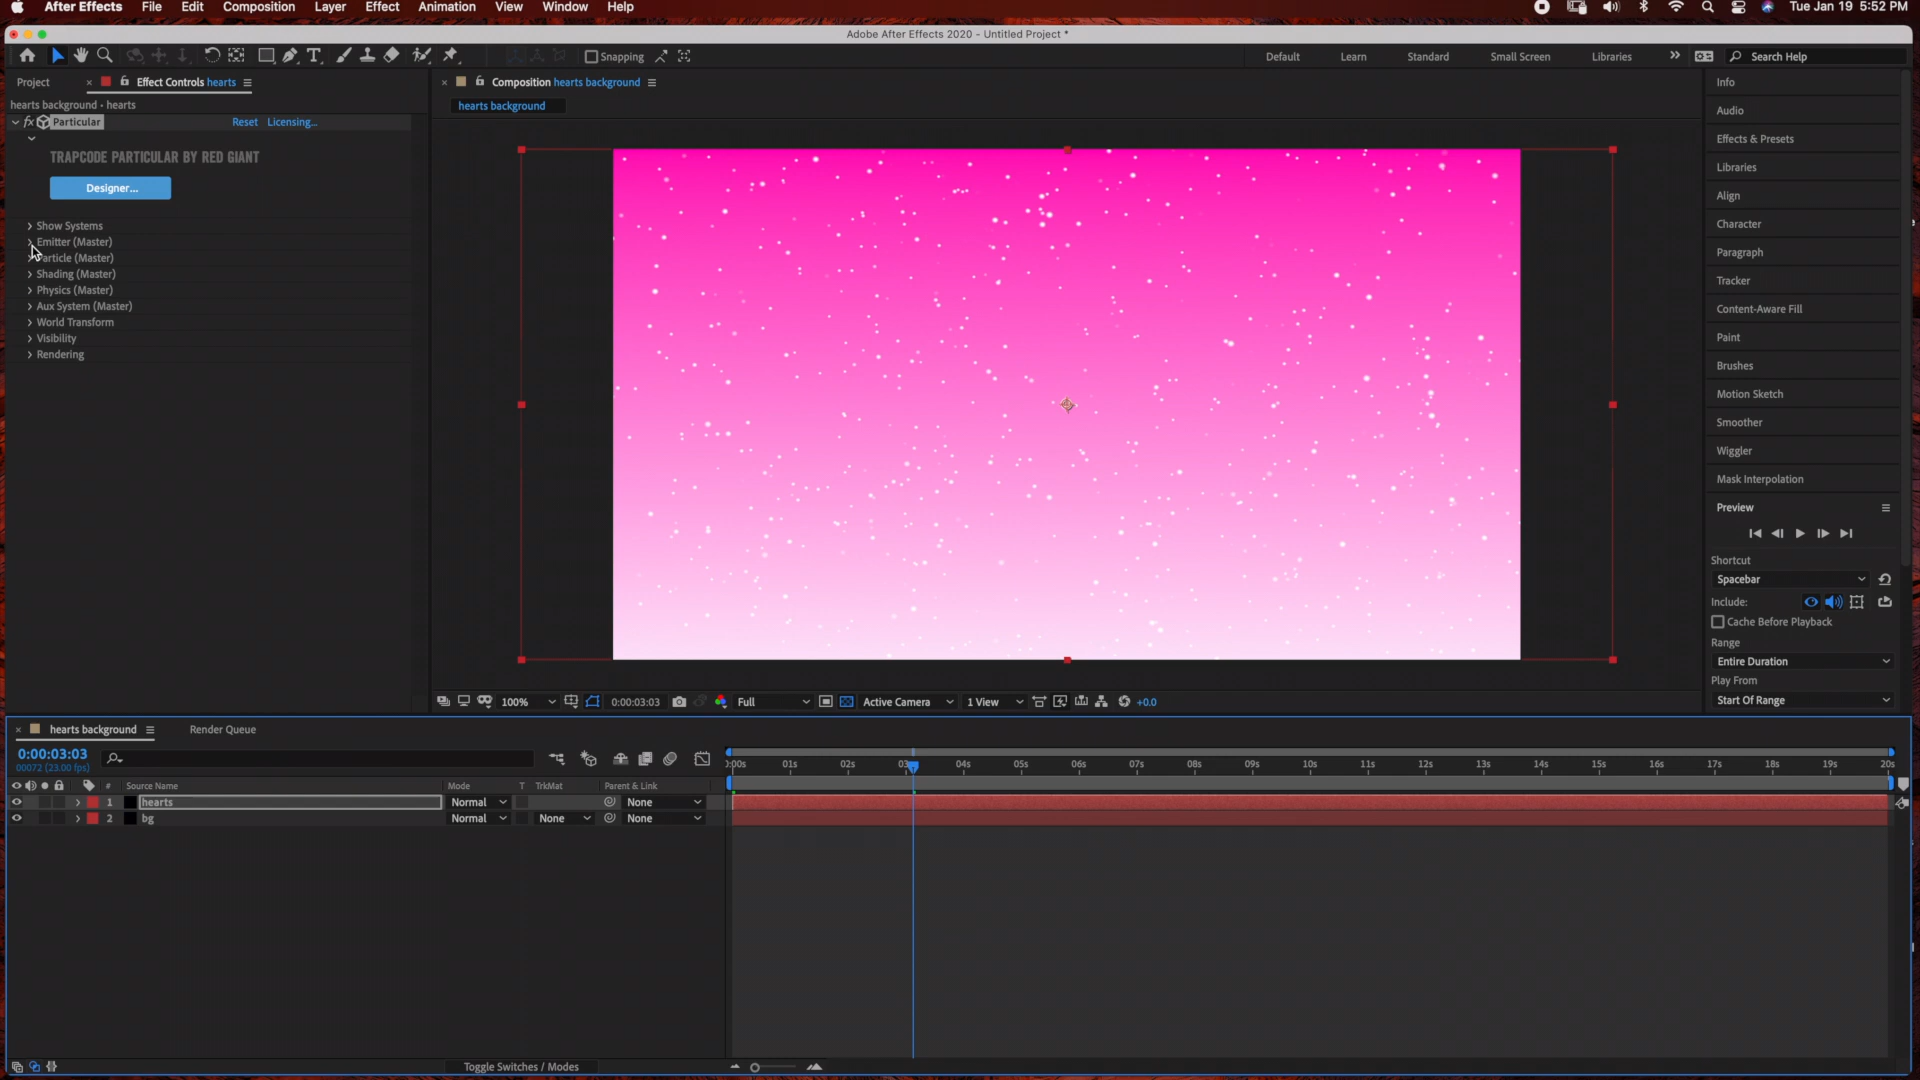 After Effects File Edit Composition Layer Effect Animation View Window Help Tue Jan 19 5:52 PM
Adobe After Effects 2020 - Untitled Project *
Snapping Default Learn Standard Small Screen Libraries Search Help
Project Effect Controls hearts Composition hearts background
hearts background • hearts
hearts background
fx Particular Reset Licensing...
TRAPCODE PARTICULAR BY RED GIANT
Designer...
Show Systems
Emitter (Master)
Particle (Master)
Shading (Master)
Physics (Master)
Aux System (Master)
World Transform
Visibility
Rendering
Info
Audio
Effects & Presets
Libraries
Align
Character
Paragraph
Tracker
Content-Aware Fill
Paint
Brushes
Motion Sketch
Smoother
Wiggler
Mask Interpolation
Preview
Shortcut
Spacebar
Include:
Cache Before Playback
Range
Entire Duration
Play From
Start Of Range
100% 0:00:03:03 Full Active Camera 1 View +0.0
hearts background Render Queue
0:00:03:03
00072 (23.00 fps)
:00s 01s 02s 03s 04s 05s 06s 07s 08s 09s 10s 11s 12s 13s 14s 15s 16s 17s 18s 19s 20s
# Source Name Mode T TrkMat Parent & Link
1 hearts Normal None
2 bg Normal None None
Toggle Switches / Modes